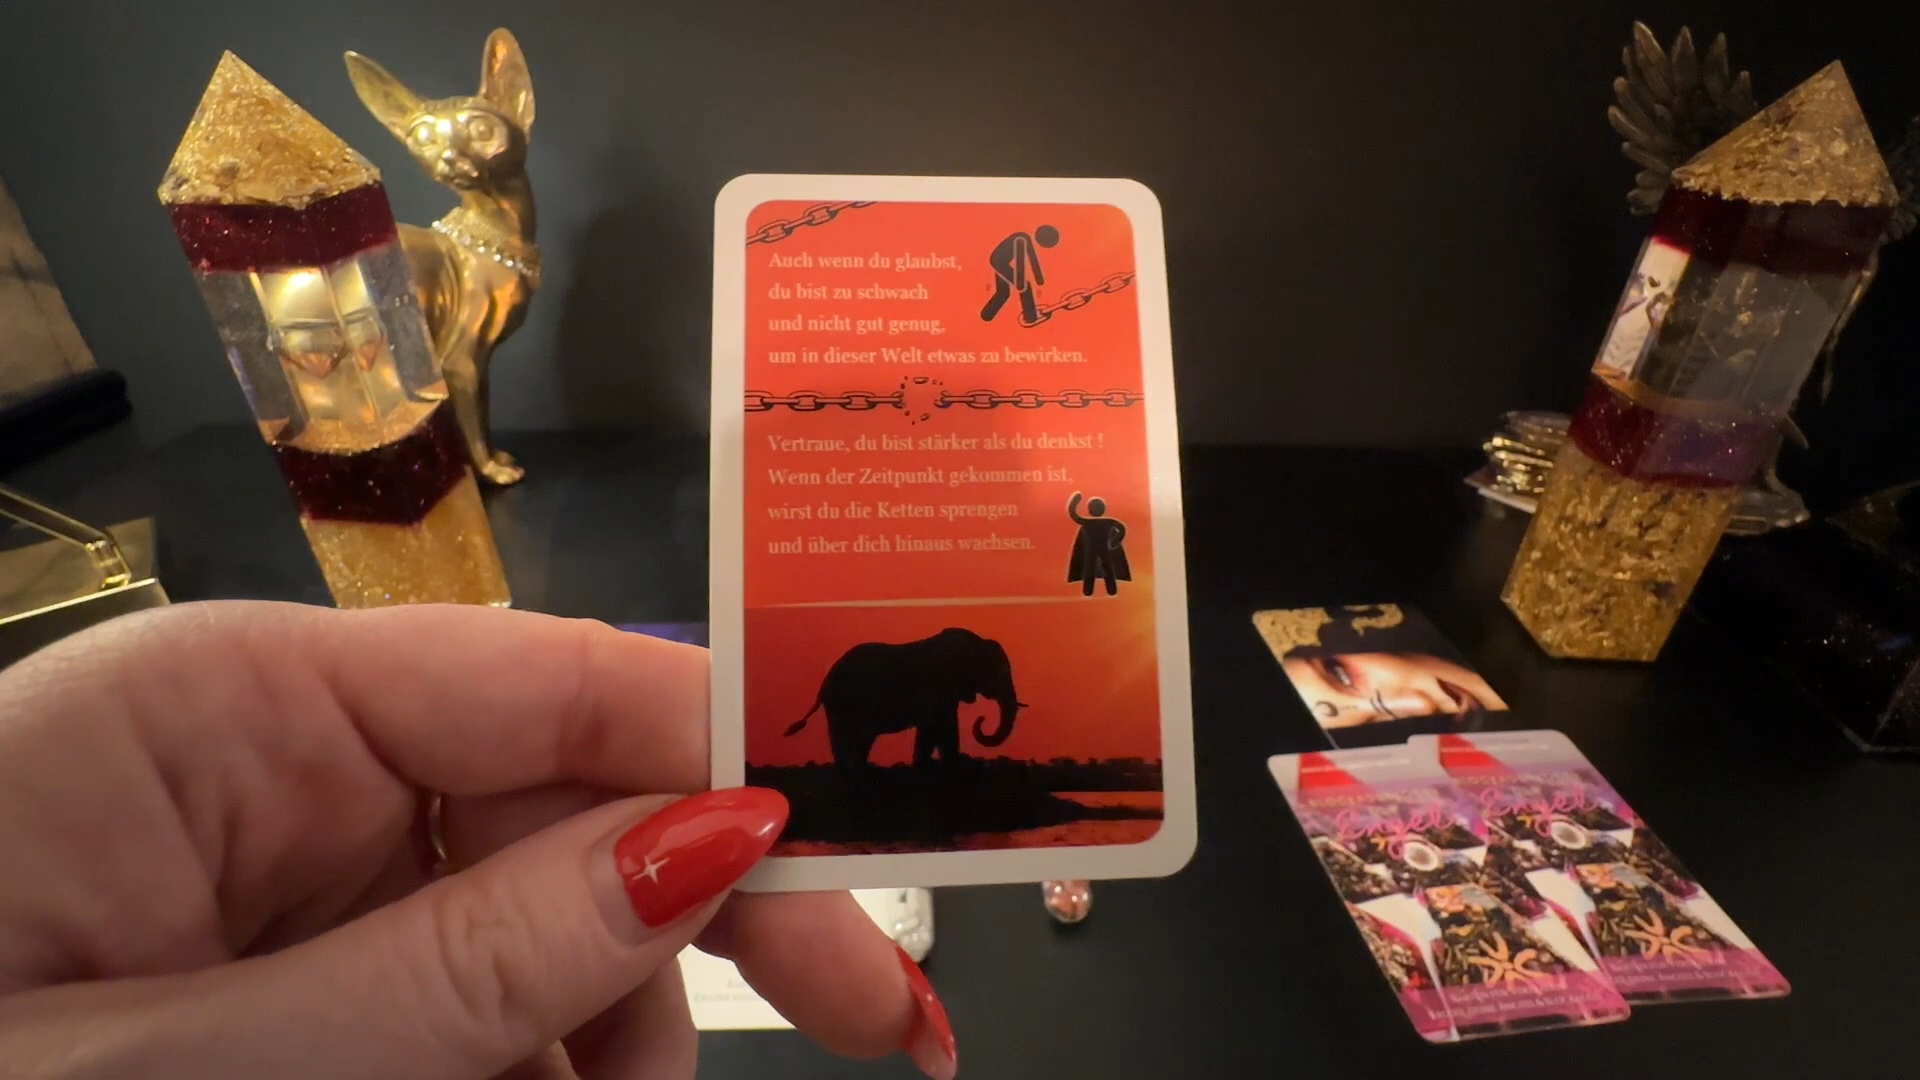 Auch wenn du glaubst,
du bist zu schwach
und nicht gut genug,
um in dieser Welt etwas zu bewirken.
Vertraue, du bist stärker als du denkst !
Wenn der Zeitpunkt gekommen ist,
wirst du die Ketten sprengen
und über dich hinaus wachsen.
Engel
Engel